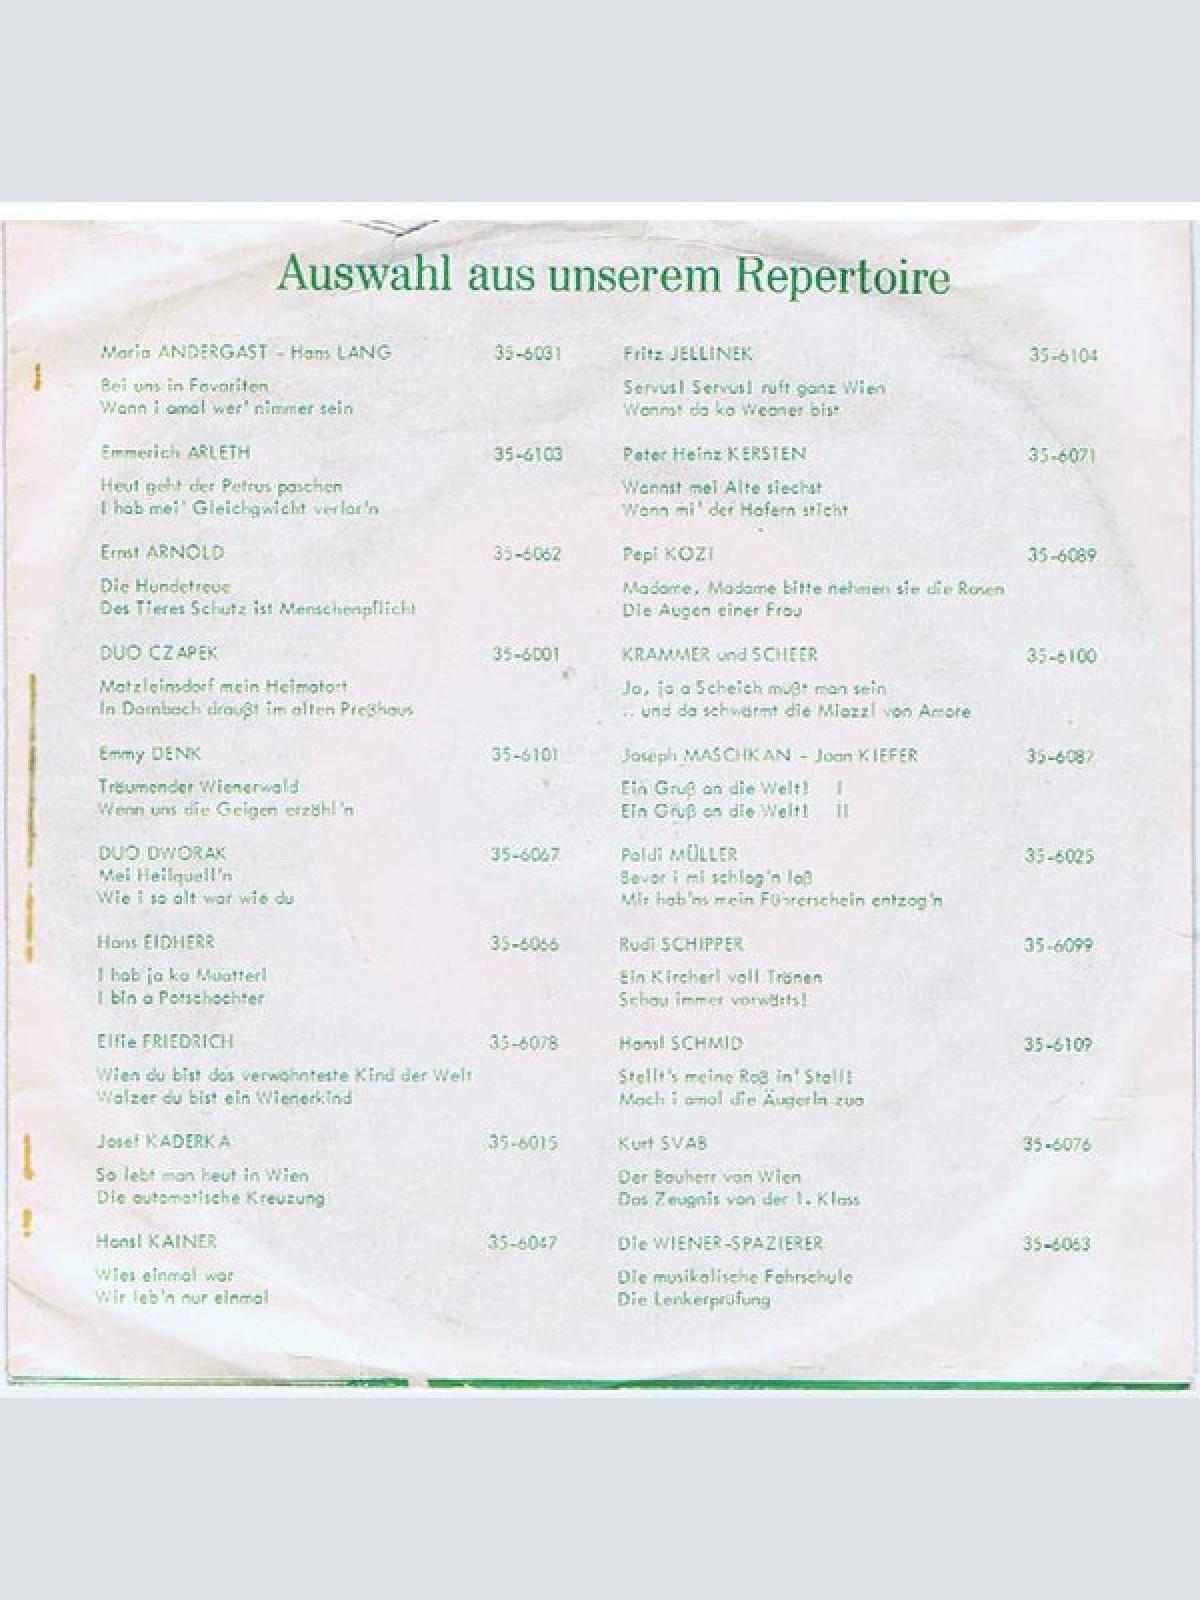 Auswahl aus unserem Repertoire
Maria ANDERGAST - Hans LANG 35-6031
Bei uns in Favoriten
Wann i amal wer' nimmer sein
Emmerich ARLETH 35-6103
Heut geht der Petrus paschen
I hab mei' Gleichgwicht verlor'n
Ernst ARNOLD 35-6062
Die Hundetreue
Des Tieres Schutz ist Menschenpflicht
DUO CZAPEK 35-6001
Matzleinsdorf mein Heimatort
In Dornbach draußt im alten Preßhaus
Emmy DENK 35-6101
Träumender Wienerwald
Wenn uns die Geigen erzähl'n
DUO DWORAK 35-6067
Mei Heilquell'n
Wie i so alt war wie du
Hans EIDHERR 35-6066
I hab ja ka Muatterl
I bin a Potschochter
Elfie FRIEDRICH 35-6078
Wien du bist das verwöhnteste Kind der Welt
Walzer du bist ein Wienerkind
Josef KADERKA 35-6015
So lebt man heut in Wien
Die automatische Kreuzung
Hansl KAINER 35-6047
Wies einmal war
Wir leb'n nur einmal
Fritz JELLINEK 35-6104
Servus! Servus! ruft ganz Wien
Wannst da ka Weaner bist
Peter Heinz KERSTEN 35-6071
Wannst mei Alte siechst
Wann mi' der Hafern sticht
Pepi KOZI 35-6089
Madame, Madame bitte nehmen sie die Rosen
Die Augen einer Frau
KRAMMER und SCHEER 35-6100
Ja, ja a Scheich mußt man sein
.. und da schwärmt die Miazzl von Amore
Joseph MASCHKAN - Joan KIEFER 35-6087
Ein Gruß an die Welt! I
Ein Gruß an die Welt! II
Poldi MÜLLER 35-6025
Bevor i mi schlag'n laß
Mir hab'ns mein Führerschein entzog'n
Rudi SCHIPPER 35-6099
Ein Kircherl voll Tränen
Schau immer vorwärts!
Hansl SCHMID 35-6109
Stellt's meine Roß in' Stall!
Mach i amal die Äugerln zua
Kurt SVAB 35-6076
Der Bauherr von Wien
Das Zeugnis von der 1. Klass
Die WIENER-SPAZIERER 35-6063
Die musikalische Fahrschule
Die Lenkerprüfung